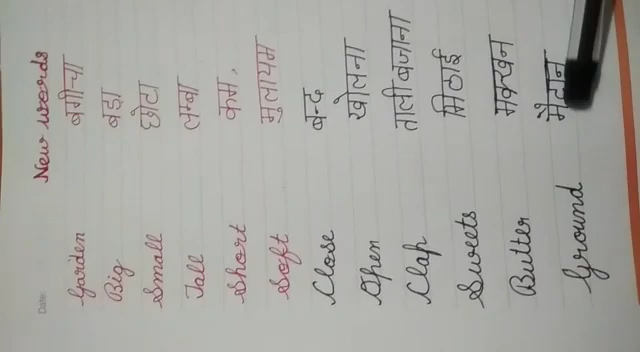 Date:
New words
Garden बगीचा
Big बड़ा
Small छोटा
Tall लम्बा
Short कम,
Soft मुलायम
Close बन्द
Open खोलना
Clap ताली बजाना
Sweets मिठाई
Butter मक्खन
Ground मैदान